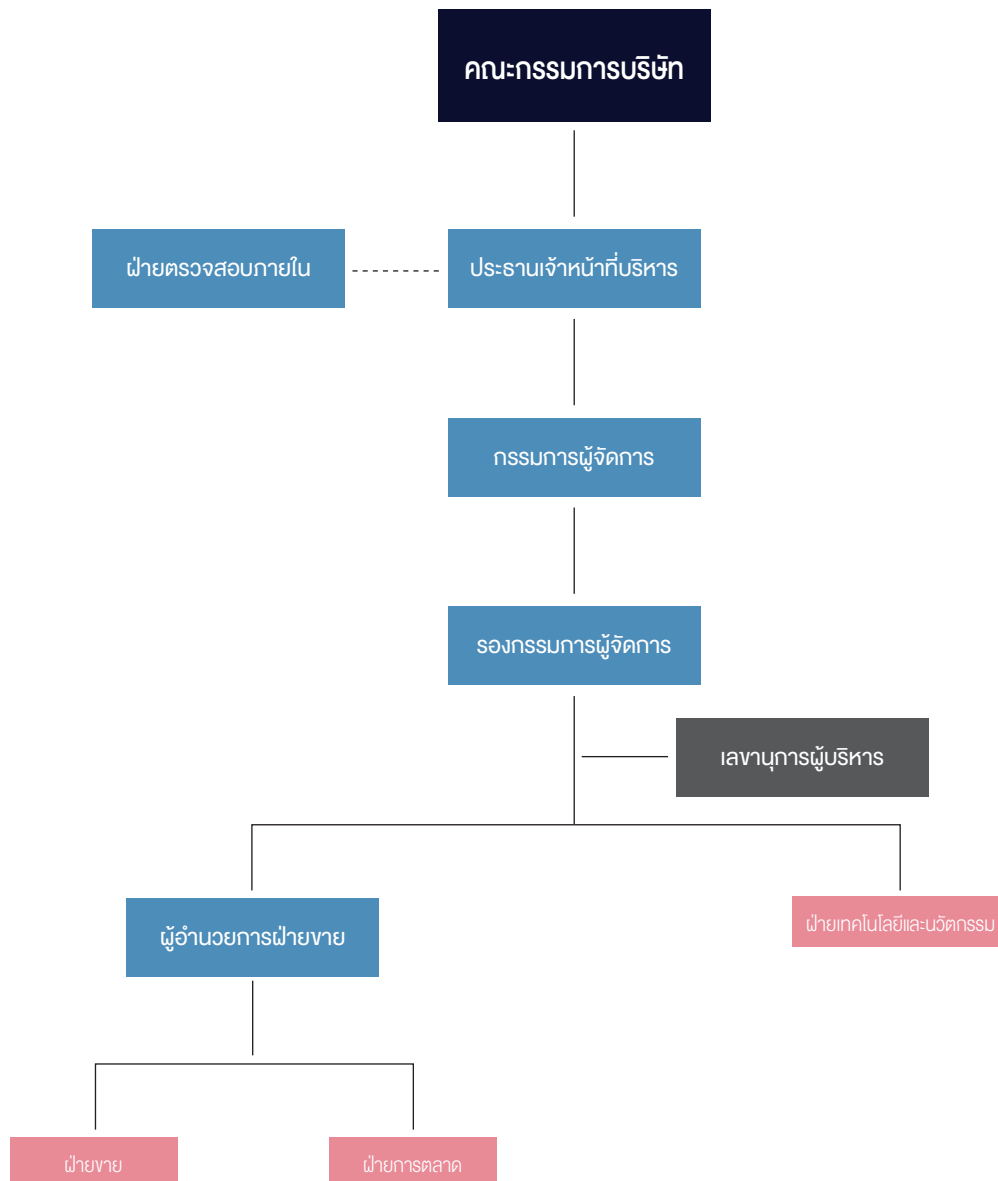 คณะกรรมการบริษัท
ฝ่ายตรวจสอบภายใน
ประธานเจ้าหน้าที่บริหาร
กรรมการผู้จัดการ
รองกรรมการผู้จัดการ
เลขานุการผู้บริหาร
ผู้อำนวยการฝ่ายขาย
ฝ่ายเทคโนโลยีและนวัตกรรม
ฝ่ายขาย
ฝ่ายการตลาด